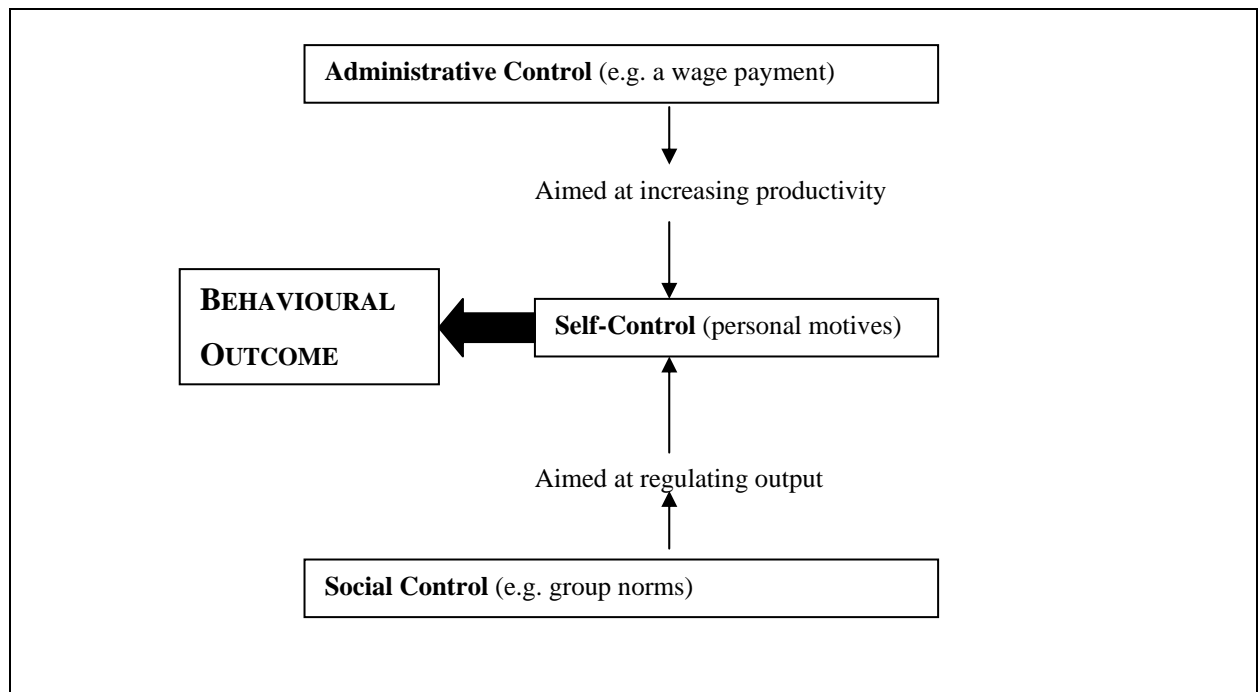 Administrative Control (e.g. a wage payment)
Aimed at increasing productivity
BEHAVIOURAL
OUTCOME
Self-Control (personal motives)
Aimed at regulating output
Social Control (e.g. group norms)